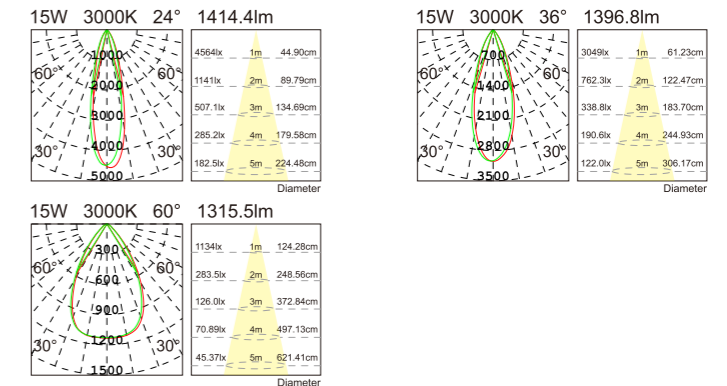 15W 3000K 24° 1414.4lm
1000
2000
3000
4000
5000
60° 60°
30° 30°
4564lx 1m 44.90cm
1141lx 2m 89.79cm
507.1lx 3m 134.69cm
285.2lx 4m 179.58cm
182.5lx 5m 224.48cm
Diameter
15W 3000K 36° 1396.8lm
700
1400
2100
2800
3500
60° 60°
30° 30°
3049lx 1m 61.23cm
762.3lx 2m 122.47cm
338.8lx 3m 183.70cm
190.6lx 4m 244.93cm
122.0lx 5m 306.17cm
Diameter
15W 3000K 60° 1315.5lm
300
600
900
1200
1500
60° 60°
30° 30°
1134lx 1m 124.28cm
283.5lx 2m 248.56cm
126.0lx 3m 372.84cm
70.89lx 4m 497.13cm
45.37lx 5m 621.41cm
Diameter